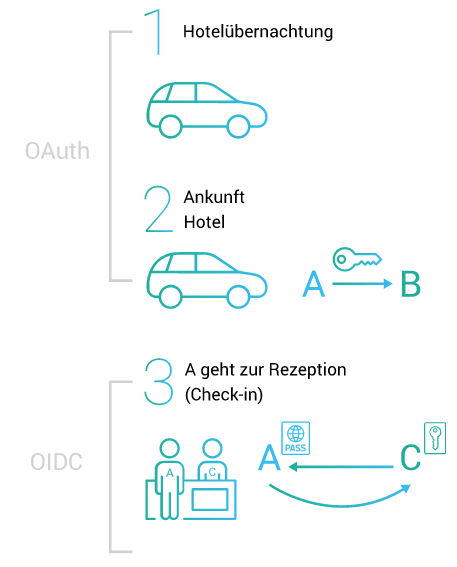 1 Hotelübernachtung
OAuth
2 Ankunft
Hotel
A B
3 A geht zur Rezeption
(Check-in)
OIDC
A C
A PASS C